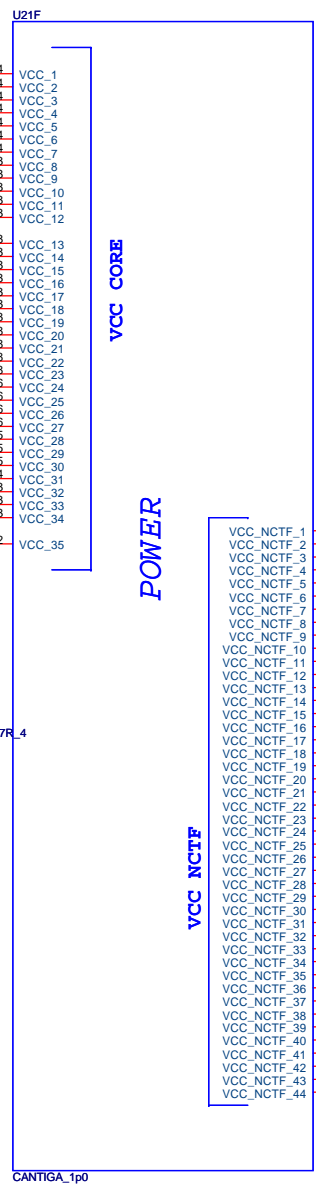 U21F
VCC_1
VCC_2
VCC_3
VCC_4
VCC_5
VCC_6
VCC_7
VCC_8
VCC_9
VCC_10
VCC_11
VCC_12
VCC_13
VCC_14
VCC_15
VCC_16
VCC_17
VCC_18
VCC_19
VCC_20
VCC_21
VCC_22
VCC_23
VCC_24
VCC_25
VCC_26
VCC_27
VCC_28
VCC_29
VCC_30
VCC_31
VCC_32
VCC_33
VCC_34
VCC_35
VCC CORE
POWER
7R_4
VCC NCTF
VCC_NCTF_1
VCC_NCTF_2
VCC_NCTF_3
VCC_NCTF_4
VCC_NCTF_5
VCC_NCTF_6
VCC_NCTF_7
VCC_NCTF_8
VCC_NCTF_9
VCC_NCTF_10
VCC_NCTF_11
VCC_NCTF_12
VCC_NCTF_13
VCC_NCTF_14
VCC_NCTF_15
VCC_NCTF_16
VCC_NCTF_17
VCC_NCTF_18
VCC_NCTF_19
VCC_NCTF_20
VCC_NCTF_21
VCC_NCTF_22
VCC_NCTF_23
VCC_NCTF_24
VCC_NCTF_25
VCC_NCTF_26
VCC_NCTF_27
VCC_NCTF_28
VCC_NCTF_29
VCC_NCTF_30
VCC_NCTF_31
VCC_NCTF_32
VCC_NCTF_33
VCC_NCTF_34
VCC_NCTF_35
VCC_NCTF_36
VCC_NCTF_37
VCC_NCTF_38
VCC_NCTF_39
VCC_NCTF_40
VCC_NCTF_41
VCC_NCTF_42
VCC_NCTF_43
VCC_NCTF_44
CANTIGA_1p0